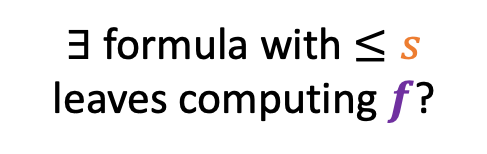 ∃ formula with ≤ s
leaves computing f?